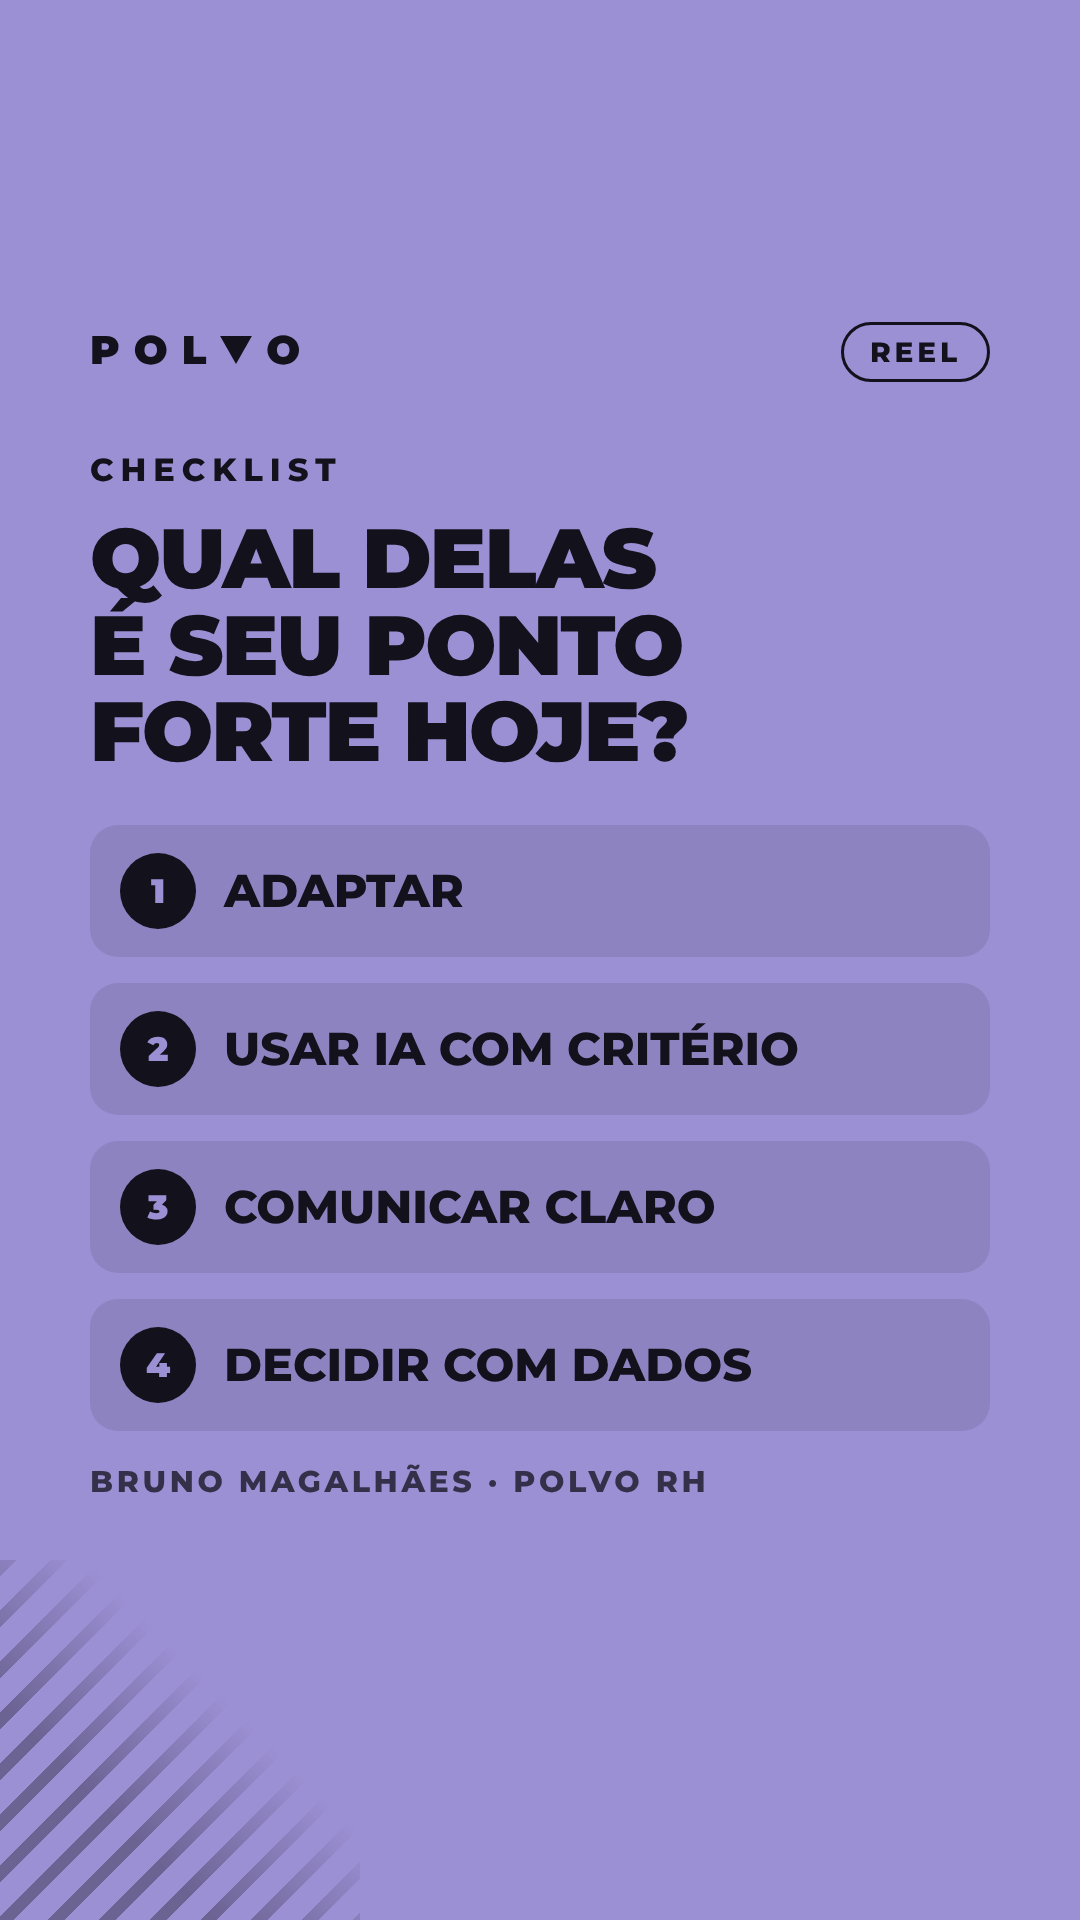 POLVO
REEL
CHECKLIST
QUAL DELAS
É SEU PONTO
FORTE HOJE?
1 ADAPTAR
2 USAR IA COM CRITÉRIO
3 COMUNICAR CLARO
4 DECIDIR COM DADOS
BRUNO MAGALHÃES · POLVO RH